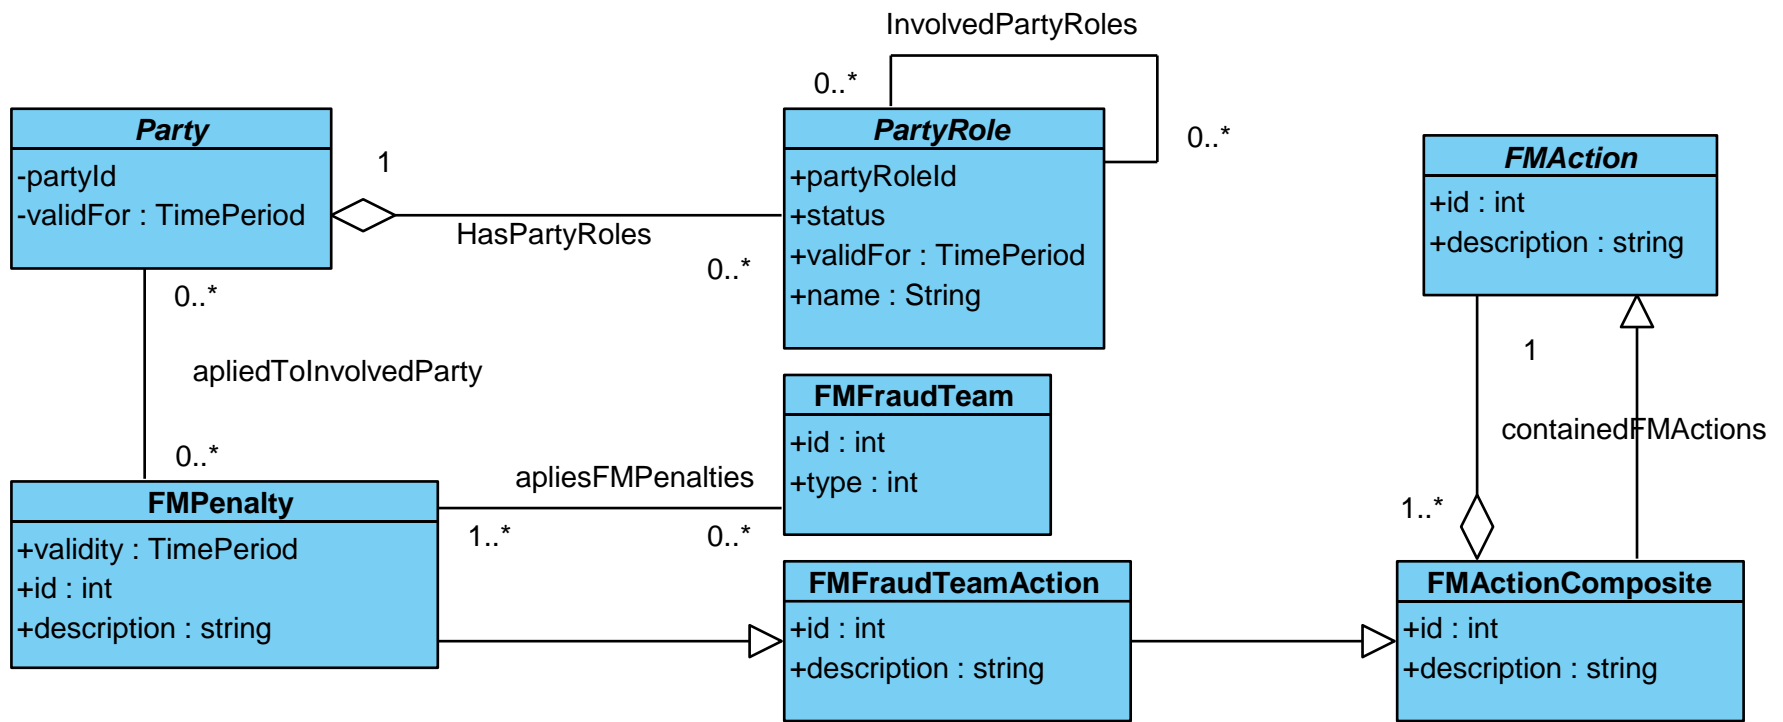 InvolvedPartyRoles
0..*
0..*
Party
-partyId
-validFor : TimePeriod
1
HasPartyRoles
0..*
PartyRole
+partyRoleId
+status
+validFor : TimePeriod
+name : String
FMAction
+id : int
+description : string
0..*
apliedToInvolvedParty
0..*
1
containedFMActions
1..*
FMFraudTeam
+id : int
+type : int
apliesFMPenalties
1..*
0..*
FMPenalty
+validity : TimePeriod
+id : int
+description : string
FMFraudTeamAction
+id : int
+description : string
FMActionComposite
+id : int
+description : string